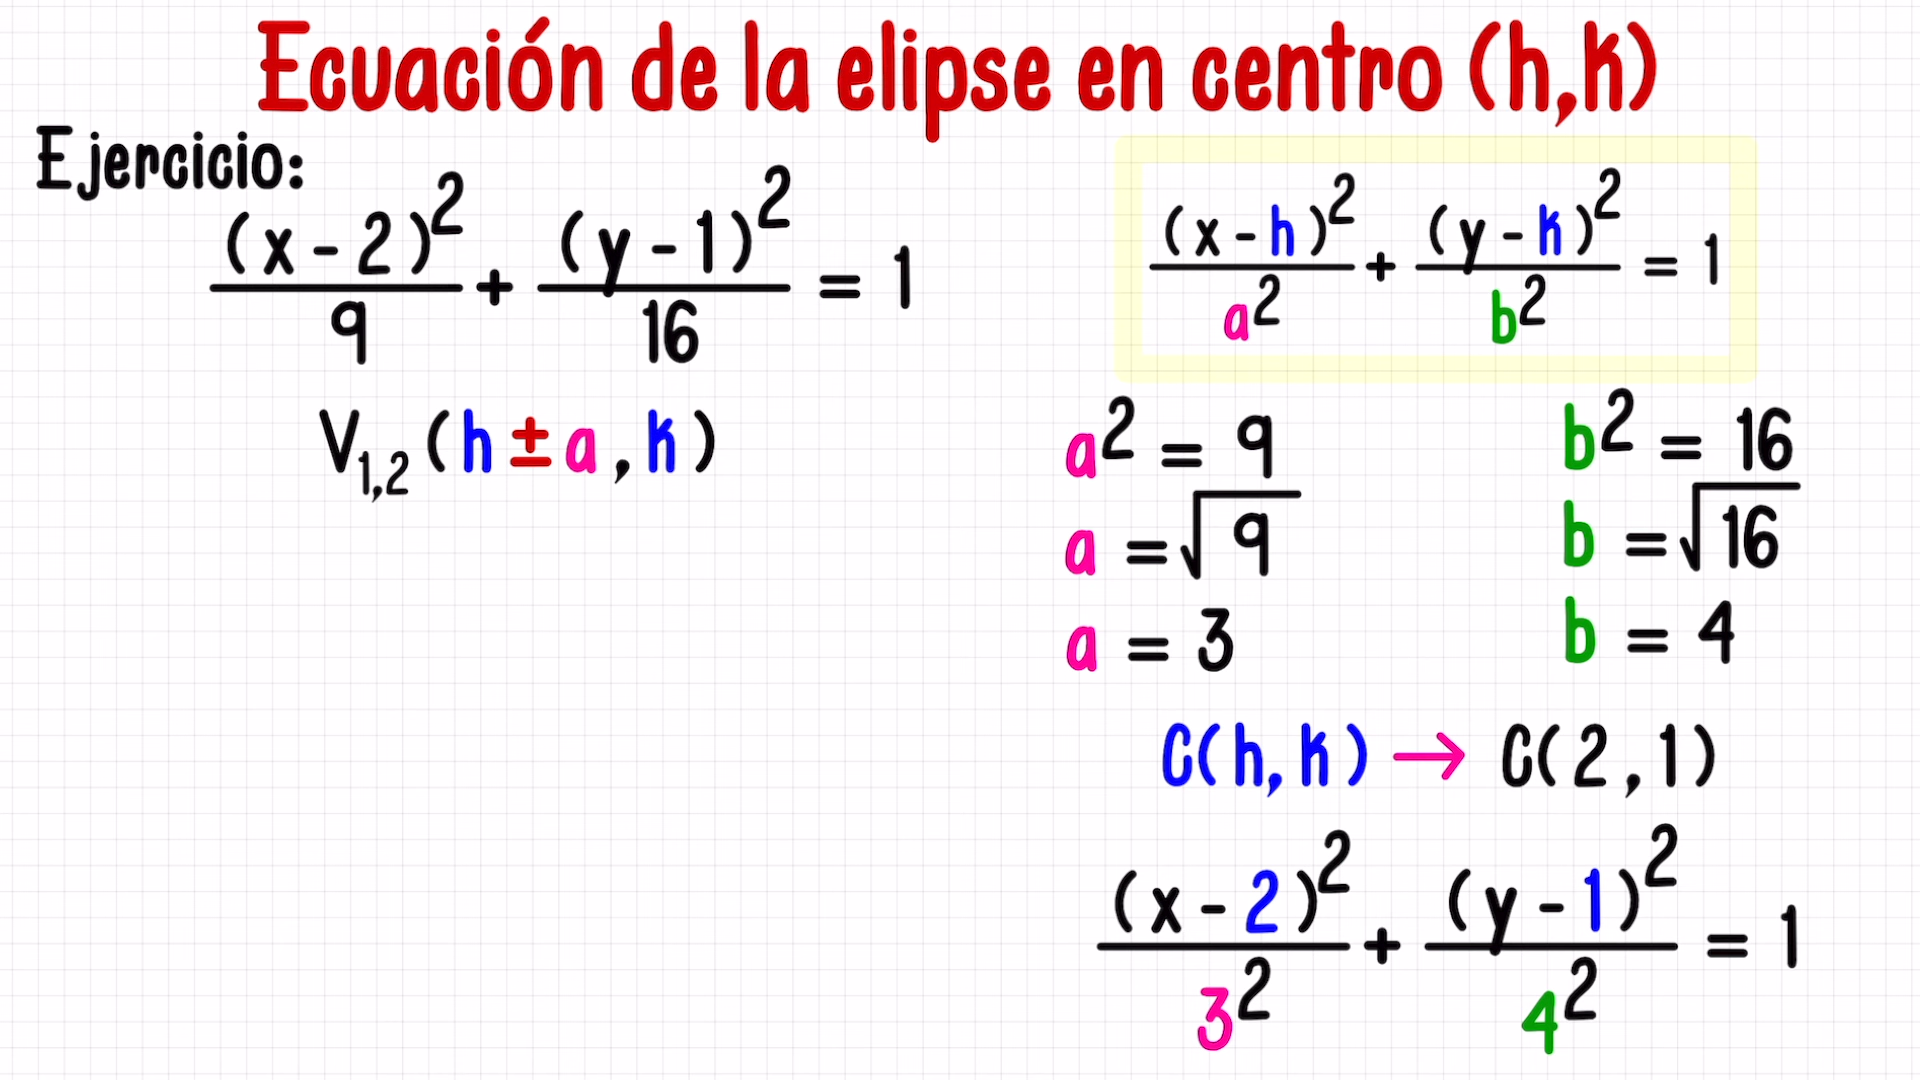 Ecuación de la elipse en centro (h,k)
Ejercicio:
(x - 2)² / 9 + (y - 1)² / 16 = 1
(x - h)² / a² + (y - k)² / b² = 1
V₁,₂ (h ± a, k)
a² = 9
a = √9
a = 3
b² = 16
b = √16
b = 4
C(h,k) → C(2,1)
(x - 2)² / 3² + (y - 1)² / 4² = 1